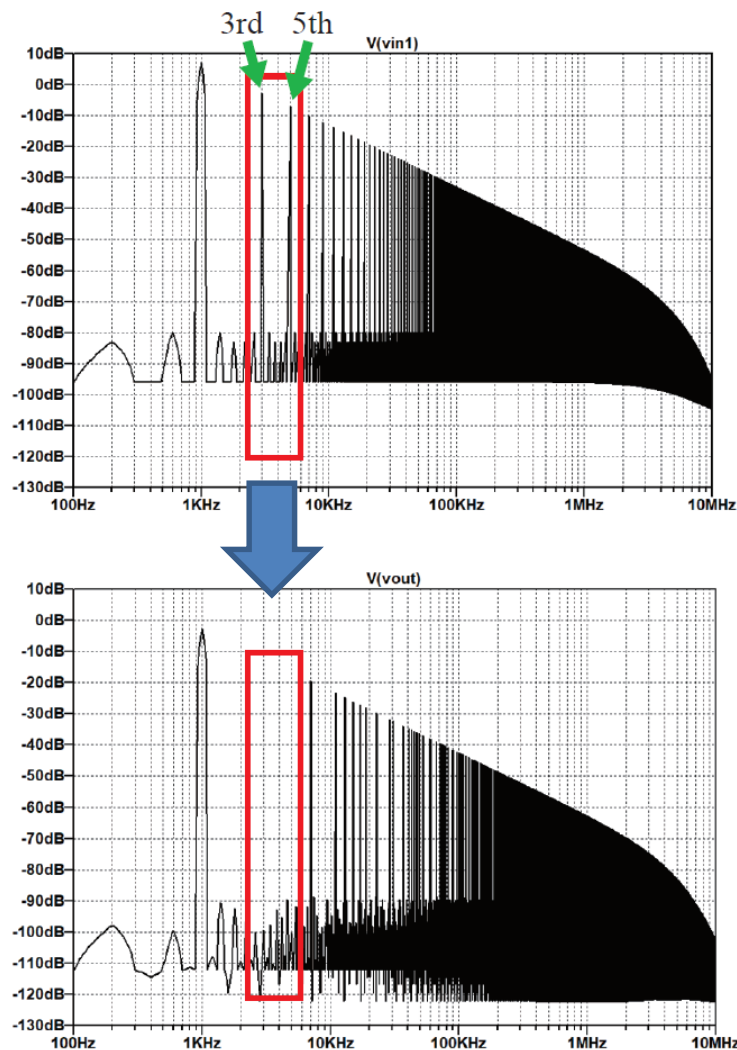 3rd 5th
V(vin1)
10dB
0dB
-10dB
-20dB
-30dB
-40dB
-50dB
-60dB
-70dB
-80dB
-90dB
-100dB
-110dB
-120dB
-130dB
100Hz 1KHz 10KHz 100KHz 1MHz 10MHz
V(vout)
10dB
0dB
-10dB
-20dB
-30dB
-40dB
-50dB
-60dB
-70dB
-80dB
-90dB
-100dB
-110dB
-120dB
-130dB
100Hz 1KHz 10KHz 100KHz 1MHz 10MHz